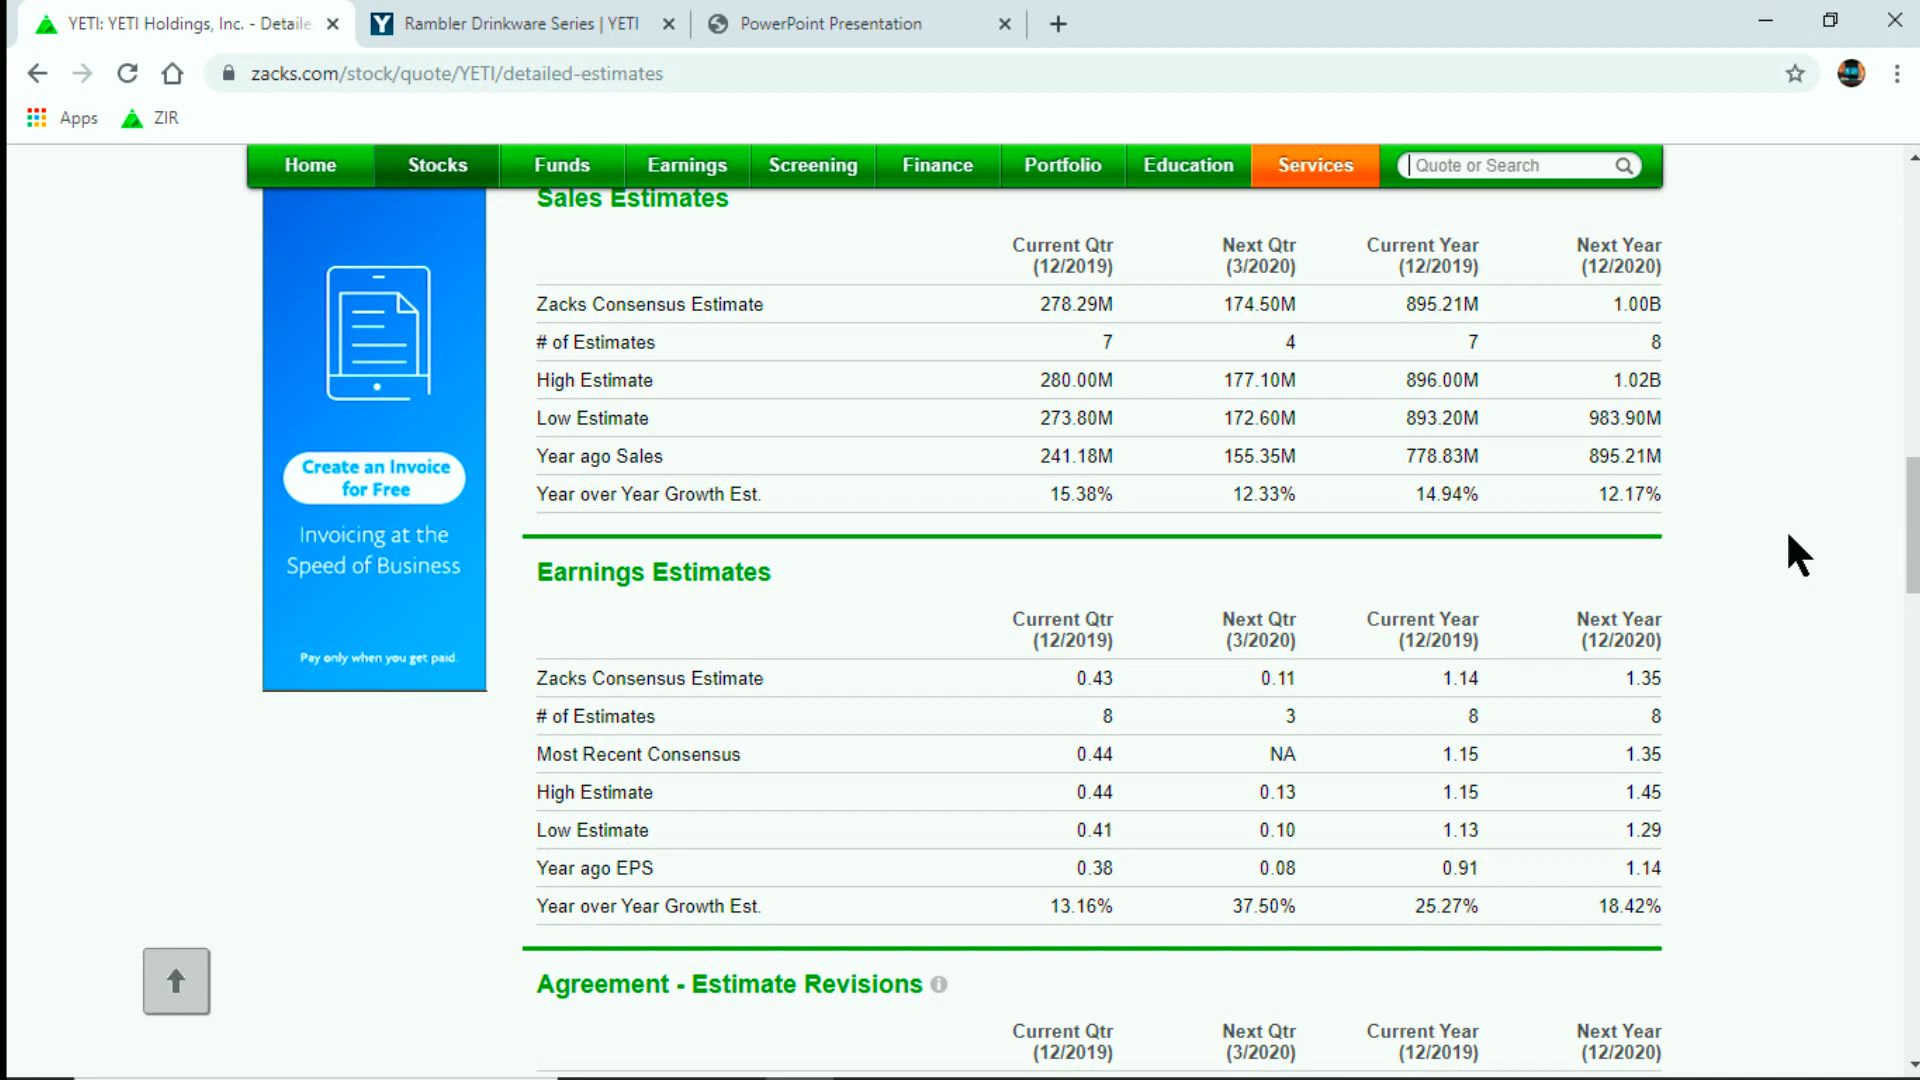 YETI: YETI Holdings, Inc. - Detaile
Rambler Drinkware Series | YETI
PowerPoint Presentation
zacks.com/stock/quote/YETI/detailed-estimates
Apps
ZIR
Home Stocks Funds Earnings Screening Finance Portfolio Education Services Quote or Search
Create an Invoice
for Free
Invoicing at the
Speed of Business
Pay only when you get paid.
Sales Estimates
Current Qtr Next Qtr Current Year Next Year
(12/2019) (3/2020) (12/2019) (12/2020)
Zacks Consensus Estimate 278.29M 174.50M 895.21M 1.00B
# of Estimates 7 4 7 8
High Estimate 280.00M 177.10M 896.00M 1.02B
Low Estimate 273.80M 172.60M 893.20M 983.90M
Year ago Sales 241.18M 155.35M 778.83M 895.21M
Year over Year Growth Est. 15.38% 12.33% 14.94% 12.17%
Earnings Estimates
Current Qtr Next Qtr Current Year Next Year
(12/2019) (3/2020) (12/2019) (12/2020)
Zacks Consensus Estimate 0.43 0.11 1.14 1.35
# of Estimates 8 3 8 8
Most Recent Consensus 0.44 NA 1.15 1.35
High Estimate 0.44 0.13 1.15 1.45
Low Estimate 0.41 0.10 1.13 1.29
Year ago EPS 0.38 0.08 0.91 1.14
Year over Year Growth Est. 13.16% 37.50% 25.27% 18.42%
Agreement - Estimate Revisions
Current Qtr Next Qtr Current Year Next Year
(12/2019) (3/2020) (12/2019) (12/2020)